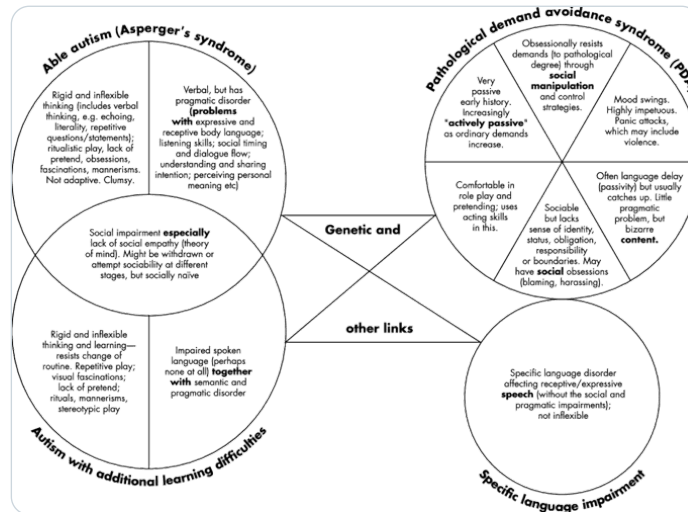 Able autism (Asperger's syndrome)
Rigid and inflexible
thinking (includes verbal
thinking, e.g. echoing,
literality, repetitive
questions/statements);
ritualistic play, lack of
pretend, obsessions,
fascinations, mannerisms.
Not adaptive. Clumsy.
Verbal, but has
pragmatic disorder
(problems
with expressive and
receptive body language;
listening skills; social timing
and dialogue flow;
understanding and sharing
intention; perceiving personal
meaning etc)
Social impairment especially
lack of social empathy (theory
of mind). Might be withdrawn or
attempt sociability at different
stages, but socially naïve
Rigid and inflexible
thinking and learning—
resists change of
routine. Repetitive play;
visual fascinations;
lack of pretend;
rituals, mannerisms,
stereotypic play
Impaired spoken
language (perhaps
none at all) together
with semantic and
pragmatic disorder
Autism with additional learning difficulties
Genetic and
other links
Pathological demand avoidance syndrome (PDA)
Very
passive
early history.
Increasingly
"actively passive"
as ordinary demands
increase.
Obsessionally resists
demands (to pathological
degree) through
social
manipulation
and control
strategies.
Mood swings.
Highly impetuous.
Panic attacks,
which may include
violence.
Comfortable in
role play and
pretending; uses
acting skills
in this.
Sociable
but lacks
sense of identity,
status, obligation,
responsibility
or boundaries. May
have social obsessions
(blaming, harassing).
Often language delay
(passivity) but usually
catches up. Little
pragmatic
problem, but
bizarre
content.
Specific language disorder
affecting receptive/expressive
speech (without the social and
pragmatic impairments);
not inflexible
Specific language impairment